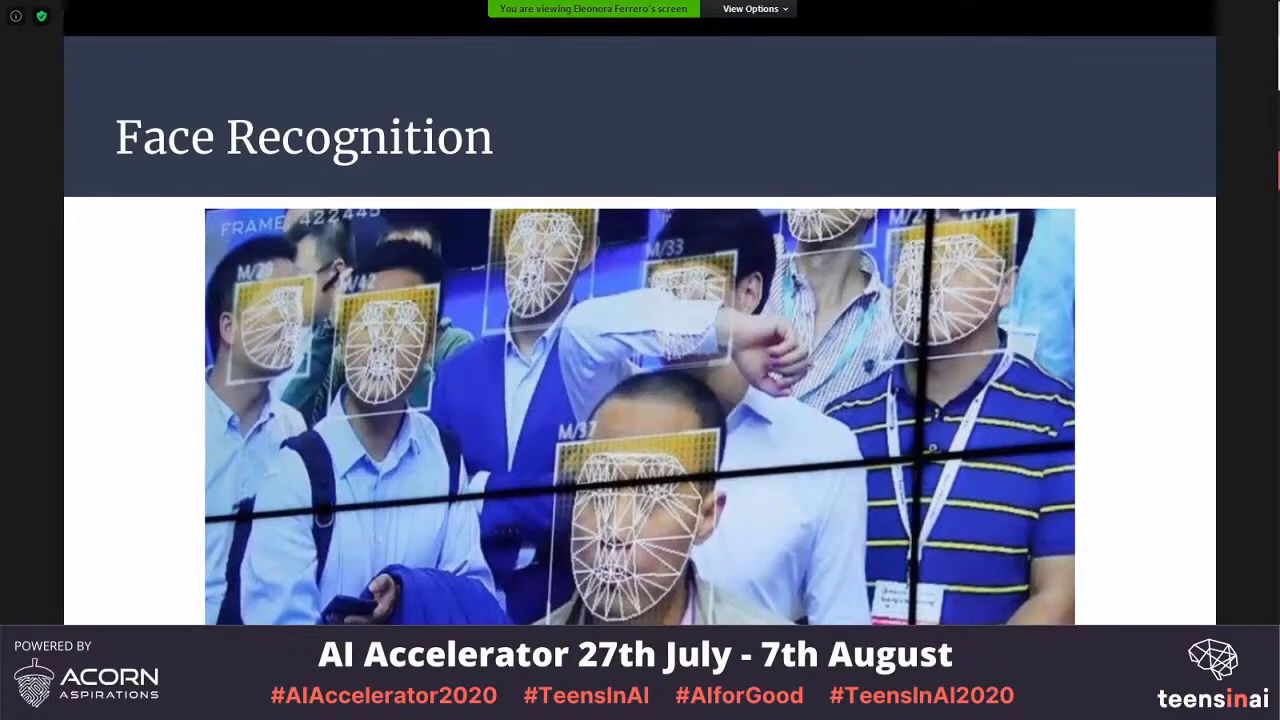 You are viewing Eleonora Ferrero's screen
View Options
Face Recognition
FRAME 422445
M/33
M/42
M/37
POWERED BY
ACORN
ASPIRATIONS
AI Accelerator 27th July - 7th August
#AIAccelerator2020 #TeensInAI #AIforGood #TeensInAI2020
teensinai